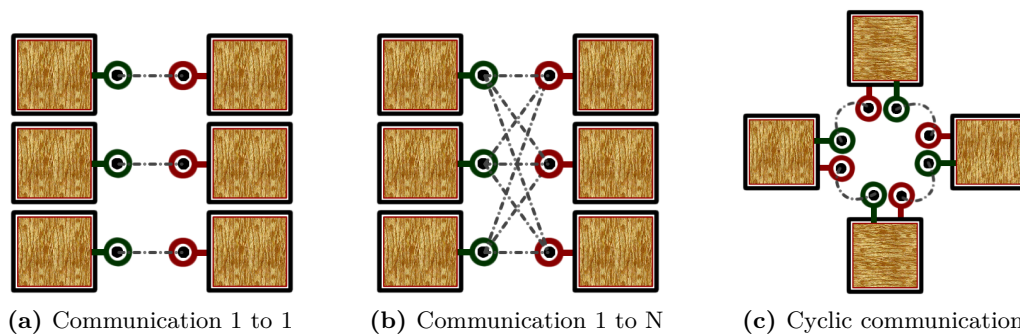 (a) Communication 1 to 1
(b) Communication 1 to N
(c) Cyclic communication